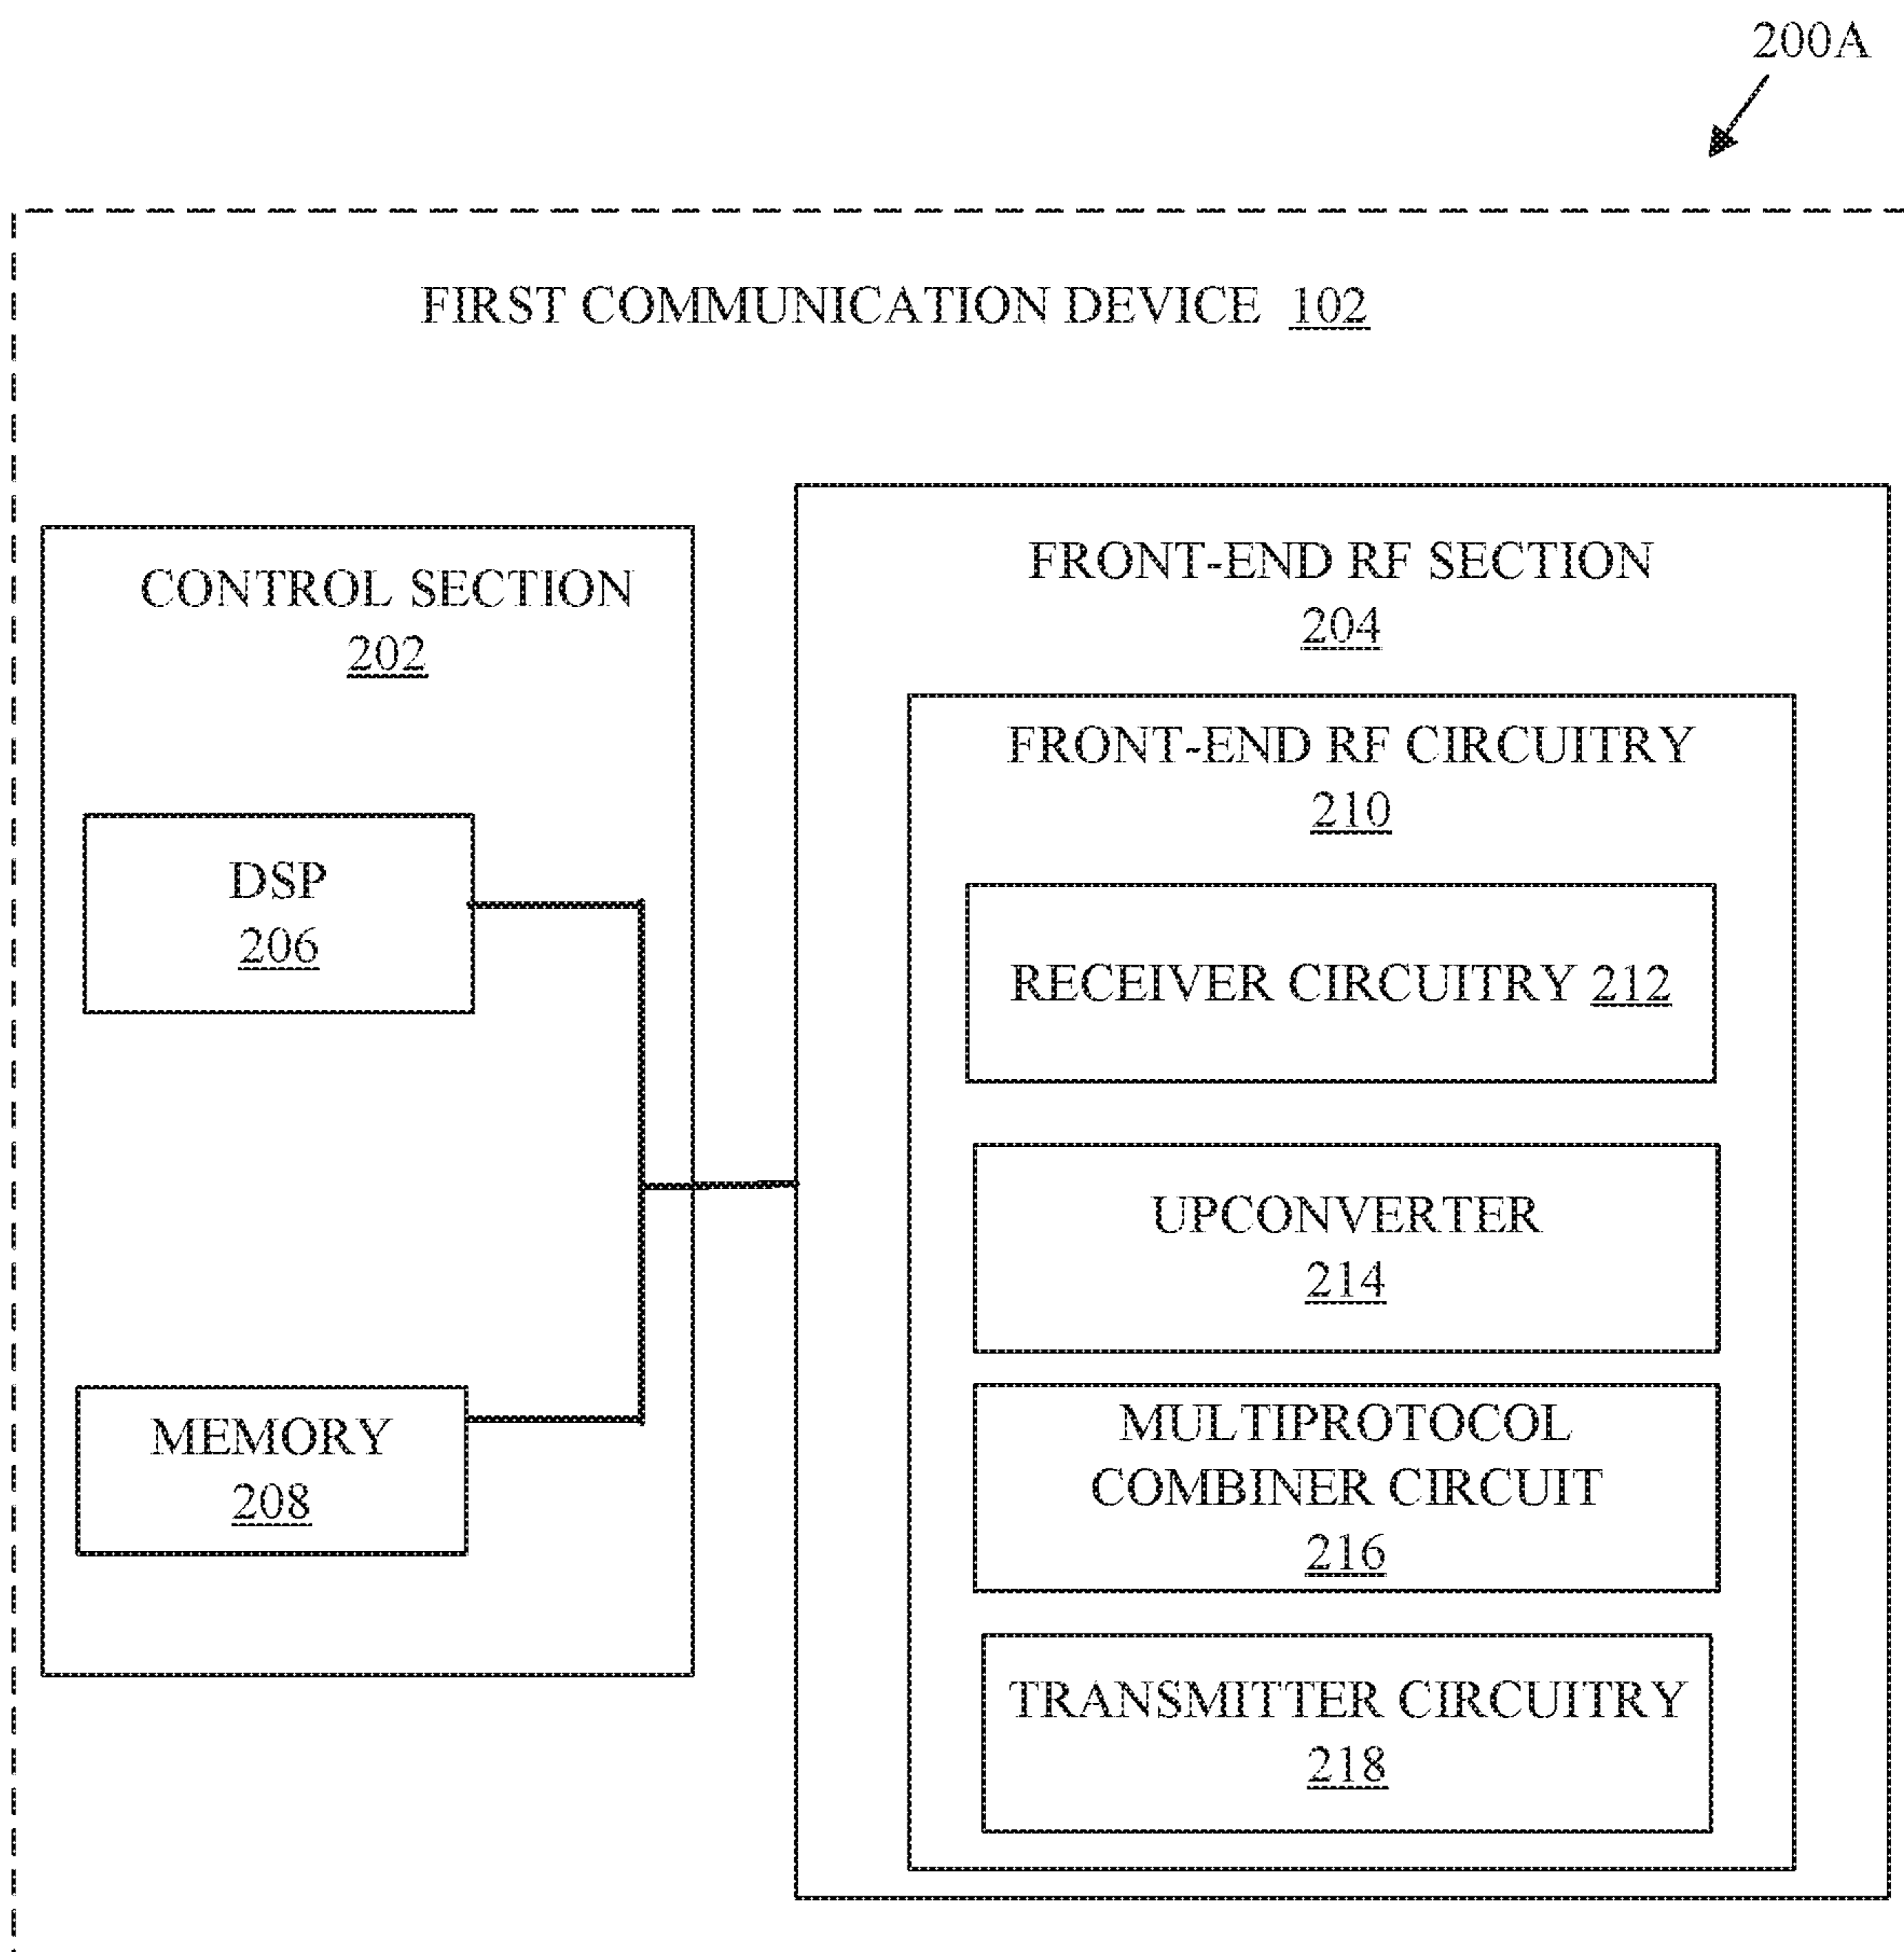 200A
FIRST COMMUNICATION DEVICE 102
CONTROL SECTION
202
DSP
206
MEMORY
208
FRONT-END RF SECTION
204
FRONT-END RF CIRCUITRY
210
RECEIVER CIRCUITRY 212
UPCONVERTER
214
MULTIPROTOCOL
COMBINER CIRCUIT
216
TRANSMITTER CIRCUITRY
218